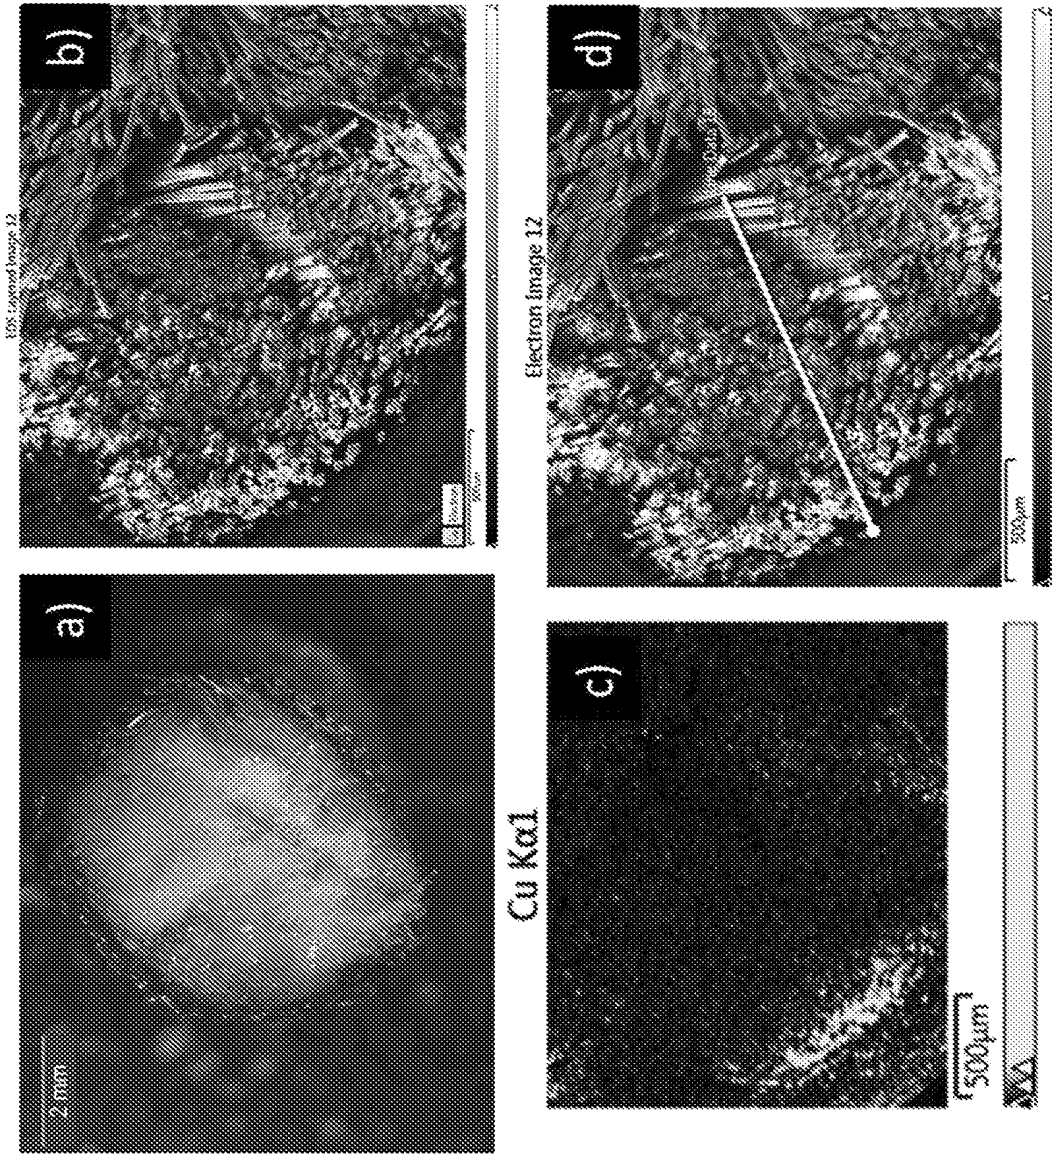 a)
2 mm
b)
EDS Layered Image 12
Cu Kα1
c)
500μm
d)
Electron Image 12
500μm